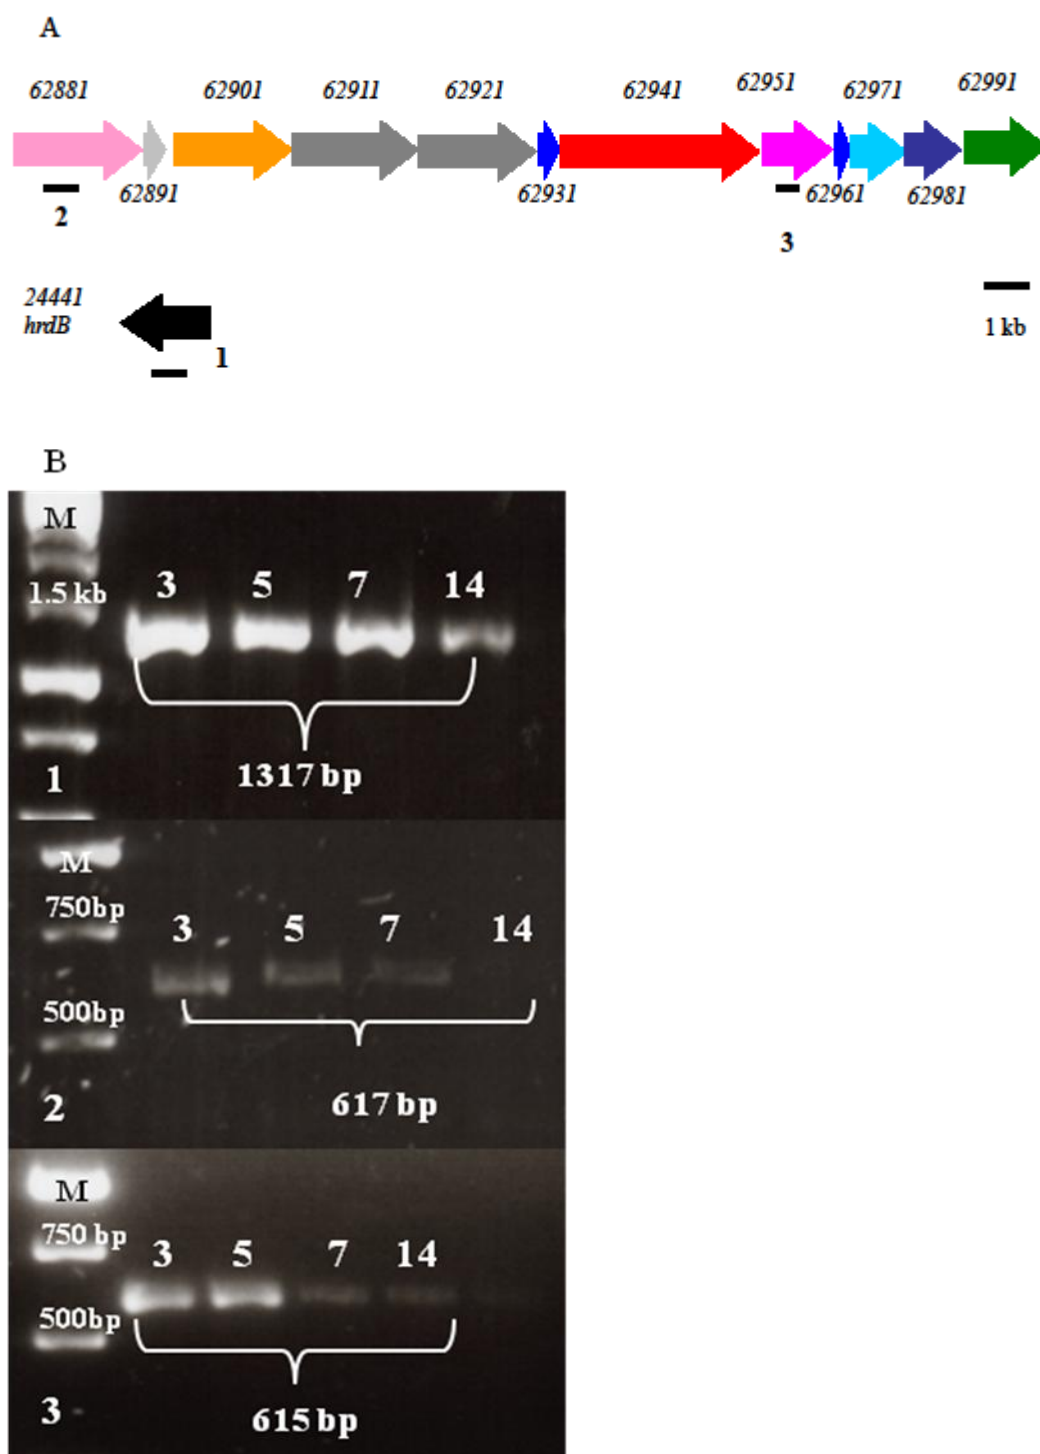 A
62881 62901 62911 62921 62941 62951 62971 62991
62891 62931 62961 62981
2
3
24441
hrdB
1
1 kb
B
M
1.5 kb
3 5 7 14
1317 bp
1
M
750bp
3 5 7 14
500bp
617 bp
2
M
750 bp
3 5 7 14
500bp
615 bp
3